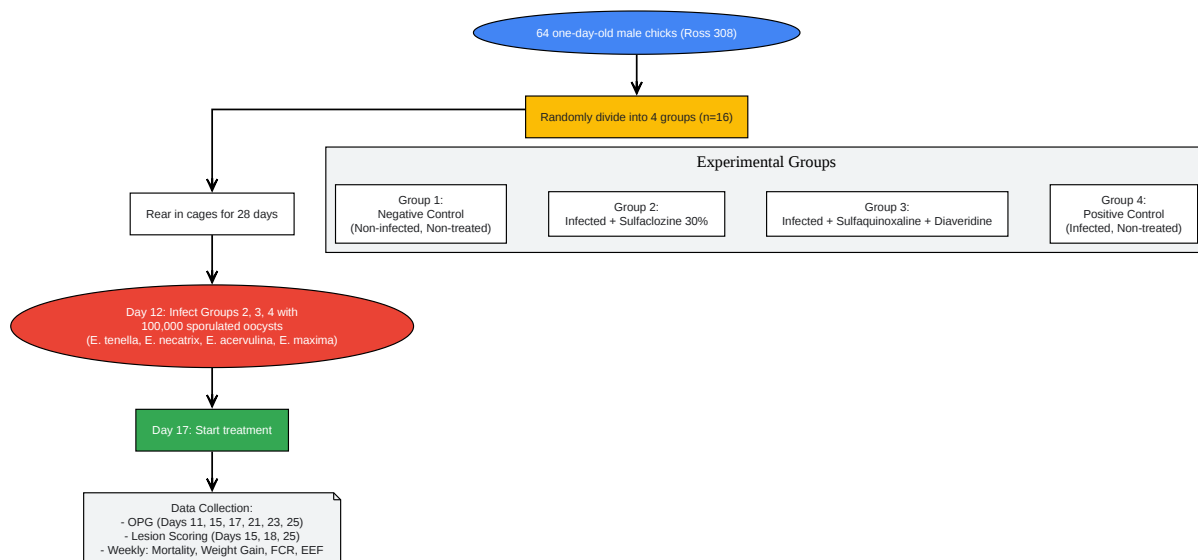 64 one-day-old male chicks (Ross 308)
Randomly divide into 4 groups (n=16)
Experimental Groups
Group 1:
Negative Control
(Non-infected, Non-treated)
Group 2:
Infected + Sulfaclozine 30%
Group 3:
Infected + Sulfaquinoxaline + Diaveridine
Group 4:
Positive Control
(Infected, Non-treated)
Rear in cages for 28 days
Day 12: Infect Groups 2, 3, 4 with
100,000 sporulated oocysts
(E. tenella, E. necatrix, E. acervulina, E. maxima)
Day 17: Start treatment
Data Collection:
- OPG (Days 11, 15, 17, 21, 23, 25)
- Lesion Scoring (Days 15, 18, 25)
- Weekly: Mortality, Weight Gain, FCR, EEF